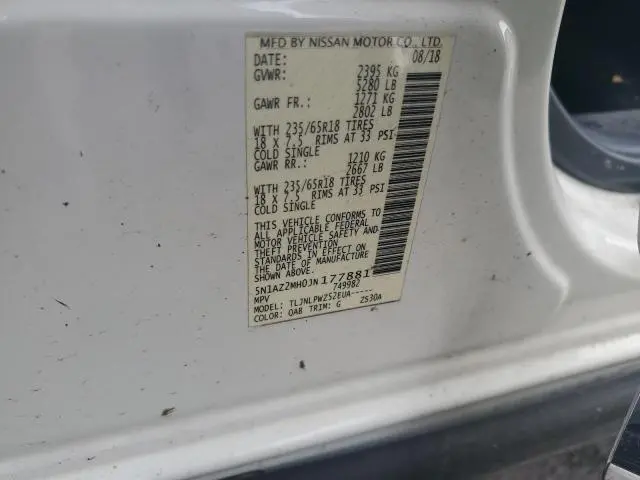 MFD BY NISSAN MOTOR CO., LTD.
DATE: 08/18
GVWR: 2395 KG
5280 LB
GAWR FR.: 1271 KG
2802 LB
WITH 235/65R18 TIRES
18 X 7.5 RIMS AT 33 PSI
COLD SINGLE
GAWR RR.: 1210 KG
2667 LB
WITH 235/65R18 TIRES
18 X 7.5 RIMS AT 33 PSI
COLD SINGLE
THIS VEHICLE CONFORMS TO
ALL APPLICABLE FEDERAL
MOTOR VEHICLE SAFETY AND
THEFT PREVENTION
STANDARDS IN EFFECT ON
THE DATE OF MANUFACTURE
SHOWN ABOVE.
5N1AZ2MH0JN177881
MPV 749982
MODEL: TLJNLPWZ52EUA-----
COLOR: QAB TRIM: G ZS30A